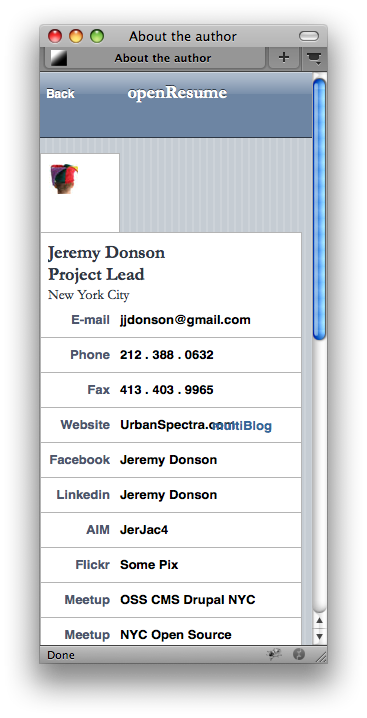 About the author
About the author
Back openResume
Jeremy Donson
Project Lead
New York City
E-mail jjdonson@gmail.com
Phone 212 . 388 . 0632
Fax 413 . 403 . 9965
Website UrbanSpectra.com multiBlog
Facebook Jeremy Donson
Linkedin Jeremy Donson
AIM JerJac4
Flickr Some Pix
Meetup OSS CMS Drupal NYC
Meetup NYC Open Source
Done